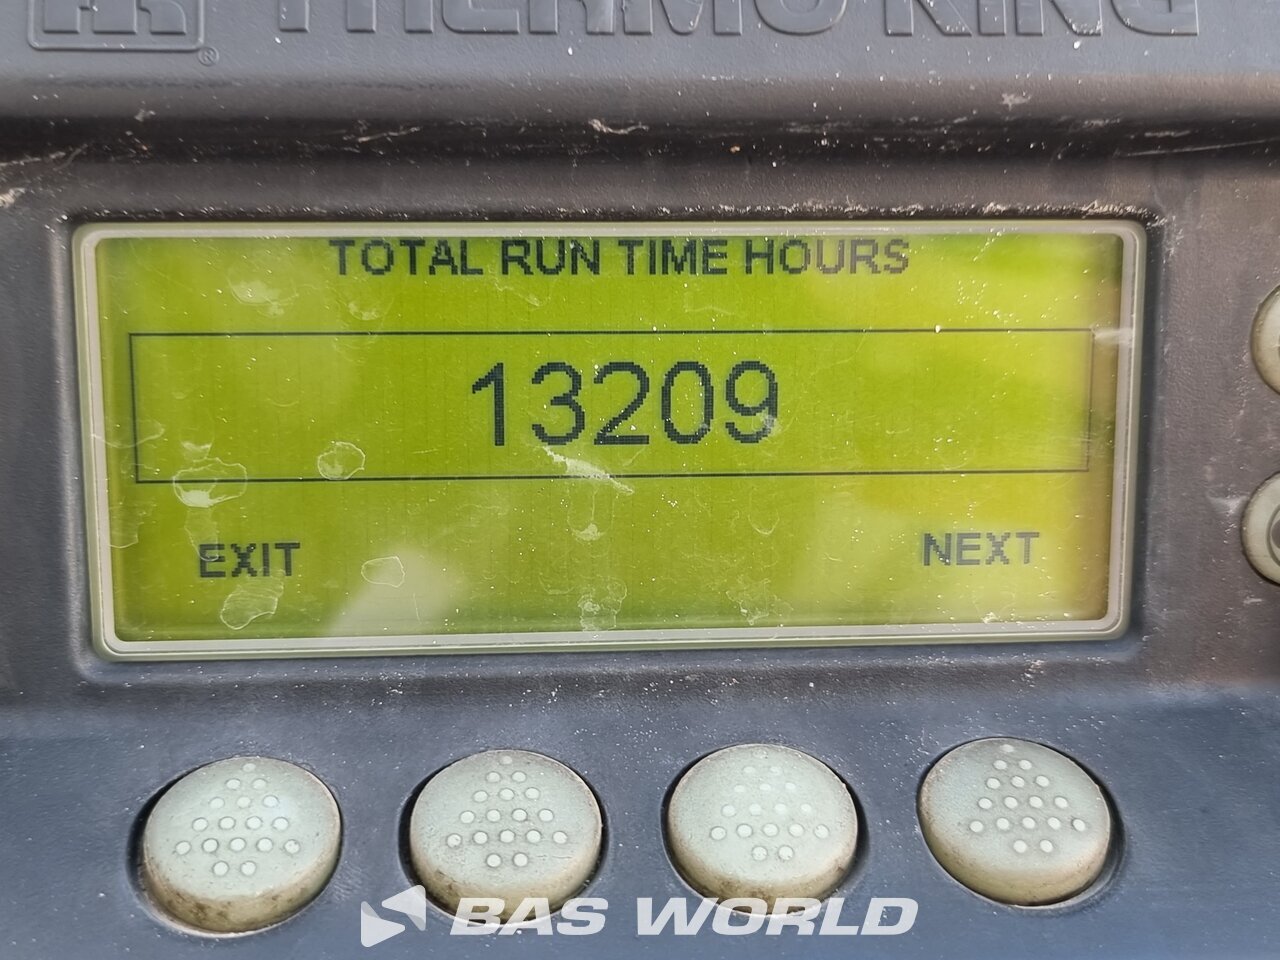 THERMO KING
®
TOTAL RUN TIME HOURS
13209
EXIT NEXT
BAS WORLD